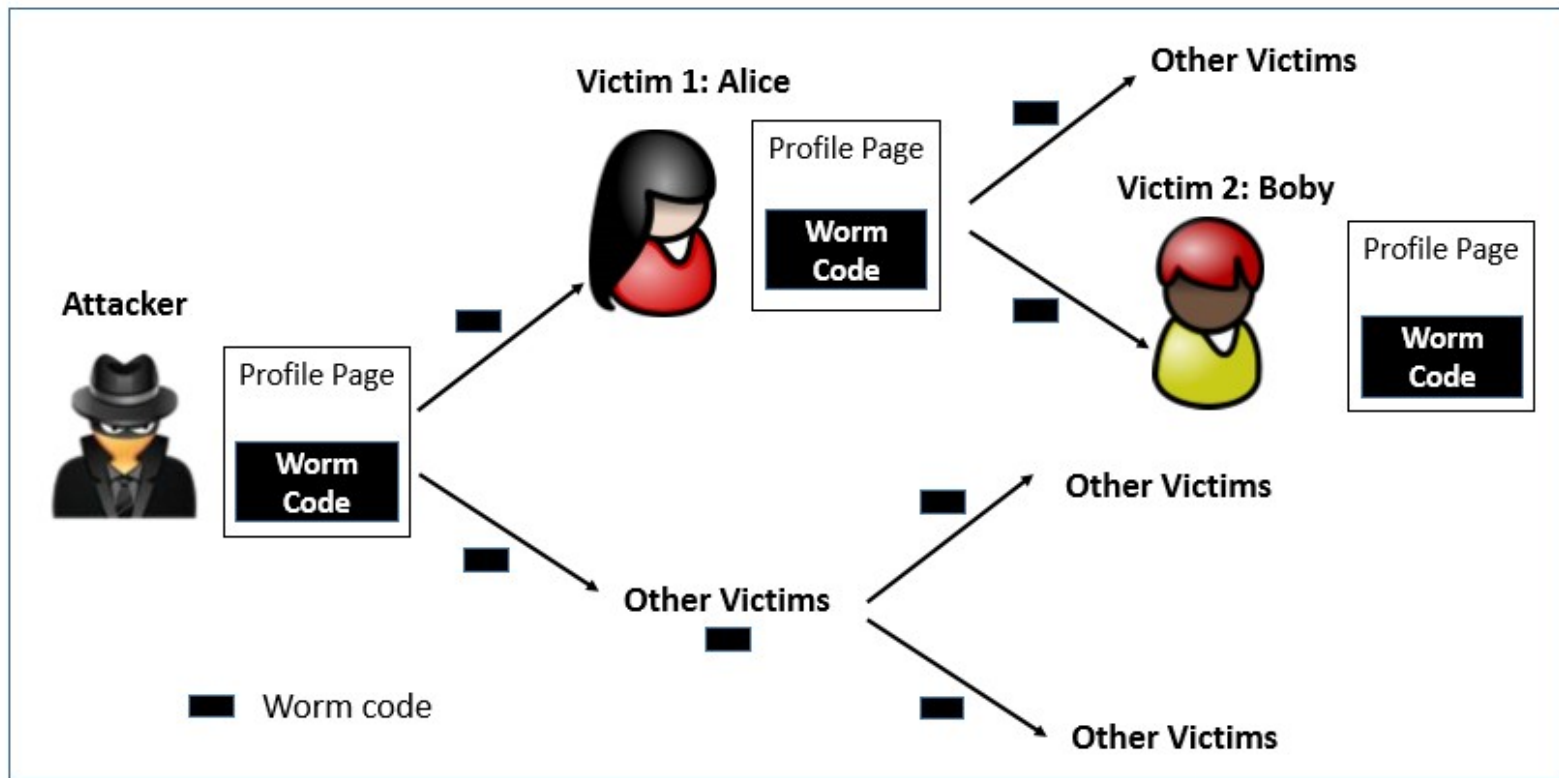 Other Victims
Victim 1: Alice
Profile Page
Worm
Code
Victim 2: Boby
Profile Page
Worm
Code
Attacker
Profile Page
Worm
Code
Other Victims
Other Victims
Worm code
Other Victims